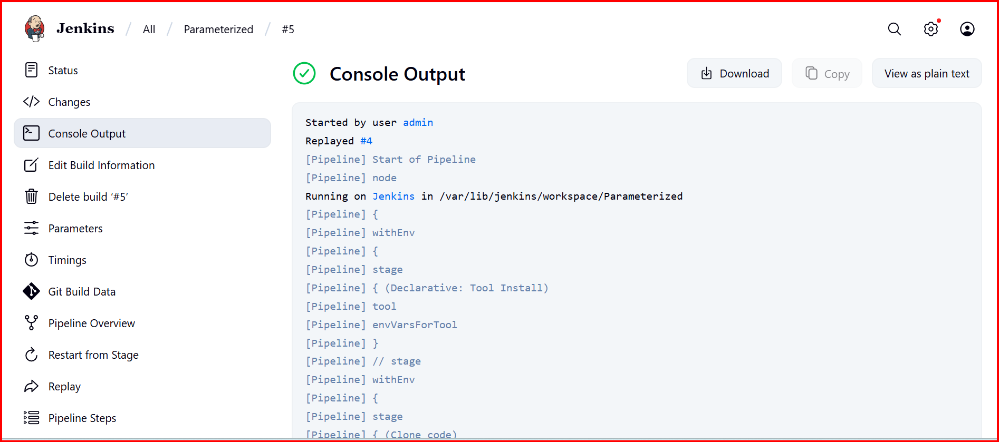 Jenkins / All / Parameterized / #5
Status
Changes
Console Output
Edit Build Information
Delete build ‘#5’
Parameters
Timings
Git Build Data
Pipeline Overview
Restart from Stage
Replay
Pipeline Steps
Console Output
Download
Copy
View as plain text
Started by user admin
Replayed #4
[Pipeline] Start of Pipeline
[Pipeline] node
Running on Jenkins in /var/lib/jenkins/workspace/Parameterized
[Pipeline] {
[Pipeline] withEnv
[Pipeline] {
[Pipeline] stage
[Pipeline] { (Declarative: Tool Install)
[Pipeline] tool
[Pipeline] envVarsForTool
[Pipeline] }
[Pipeline] // stage
[Pipeline] withEnv
[Pipeline] {
[Pipeline] stage
[Pipeline] { (Clone code)